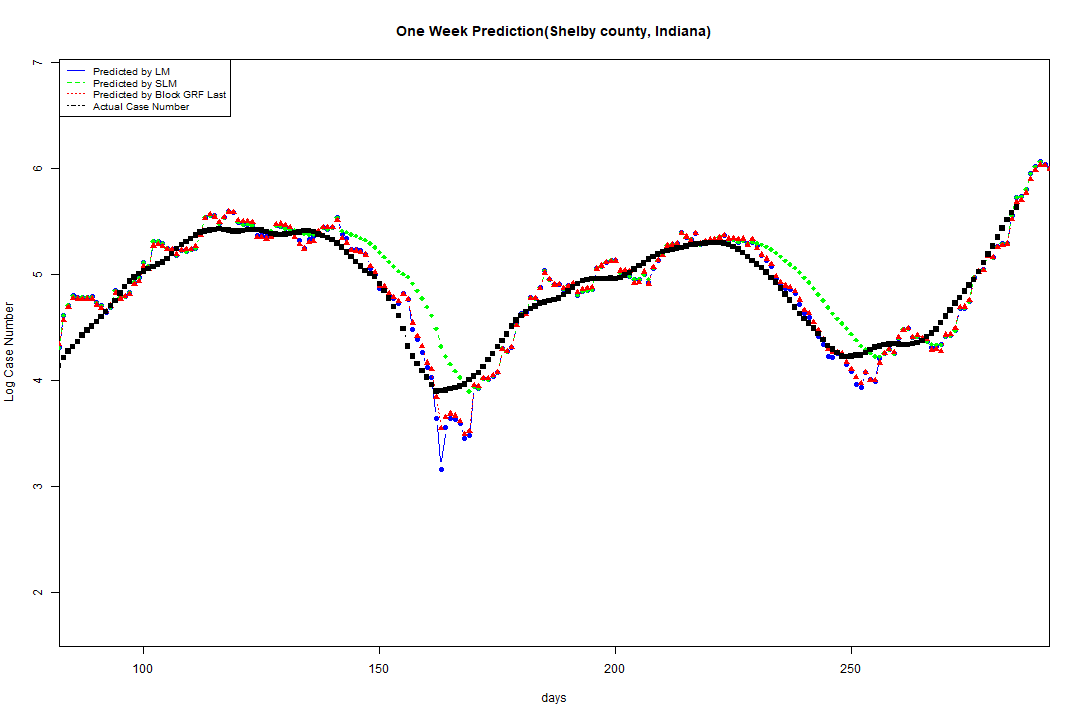 One Week Prediction(Shelby county, Indiana)
Predicted by LM
Predicted by SLM
Predicted by Block GRF Last
Actual Case Number
7
6
5
4
3
2
Log Case Number
100
150
200
250
days